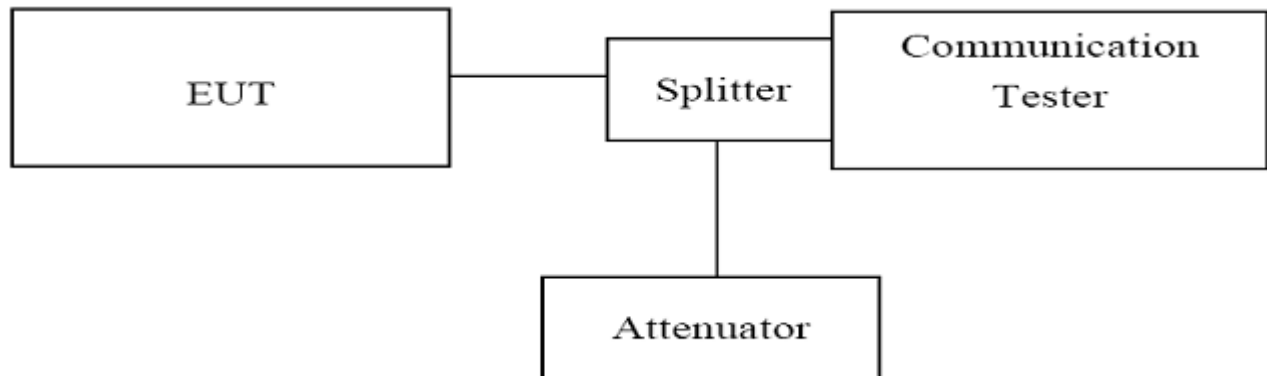 EUT
Splitter
Communication
Tester
Attenuator